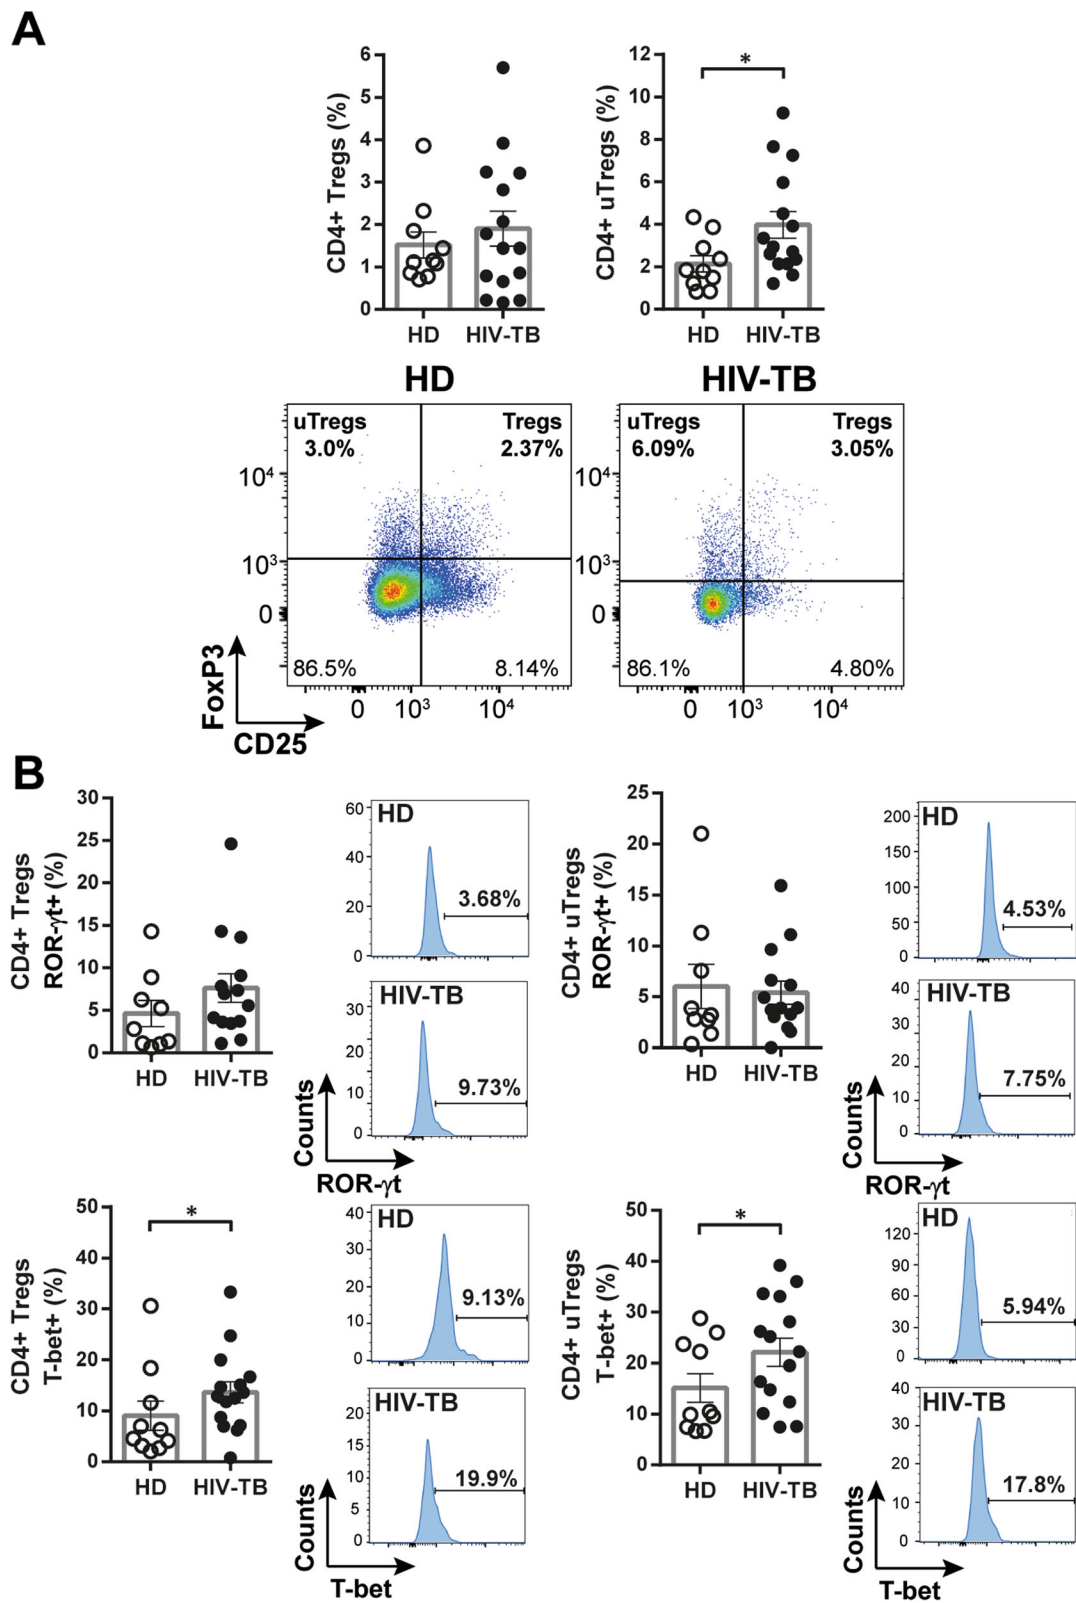 A
CD4+ Tregs (%)
6
5
4
3
2
1
0
HD HIV-TB
CD4+ uTregs (%)
12
10
8
6
4
2
0
*
HD HIV-TB
HD
uTregs Tregs
3.0% 2.37%
10⁴
10³
0
86.5% 8.14%
0 10³ 10⁴
HIV-TB
uTregs Tregs
6.09% 3.05%
10⁴
10³
0
86.1% 4.80%
0 10³ 10⁴
FoxP3
CD25
B
CD4+ Tregs
ROR-γt+ (%)
30
25
20
15
10
5
0
HD HIV-TB
HD
60
40
20
0
3.68%
HIV-TB
30
20
10
0
9.73%
Counts
ROR-γt
CD4+ uTregs
ROR-γt+ (%)
25
20
15
10
5
0
HD HIV-TB
HD
200
150
100
50
0
4.53%
HIV-TB
40
30
20
10
0
7.75%
Counts
ROR-γt
CD4+ Tregs
T-bet+ (%)
50
40
30
20
10
0
*
HD HIV-TB
HD
40
30
20
10
0
9.13%
HIV-TB
20
15
10
5
0
19.9%
Counts
T-bet
CD4+ uTregs
T-bet+ (%)
50
40
30
20
10
0
*
HD HIV-TB
HD
120
90
60
30
0
5.94%
HIV-TB
40
30
20
10
0
17.8%
Counts
T-bet